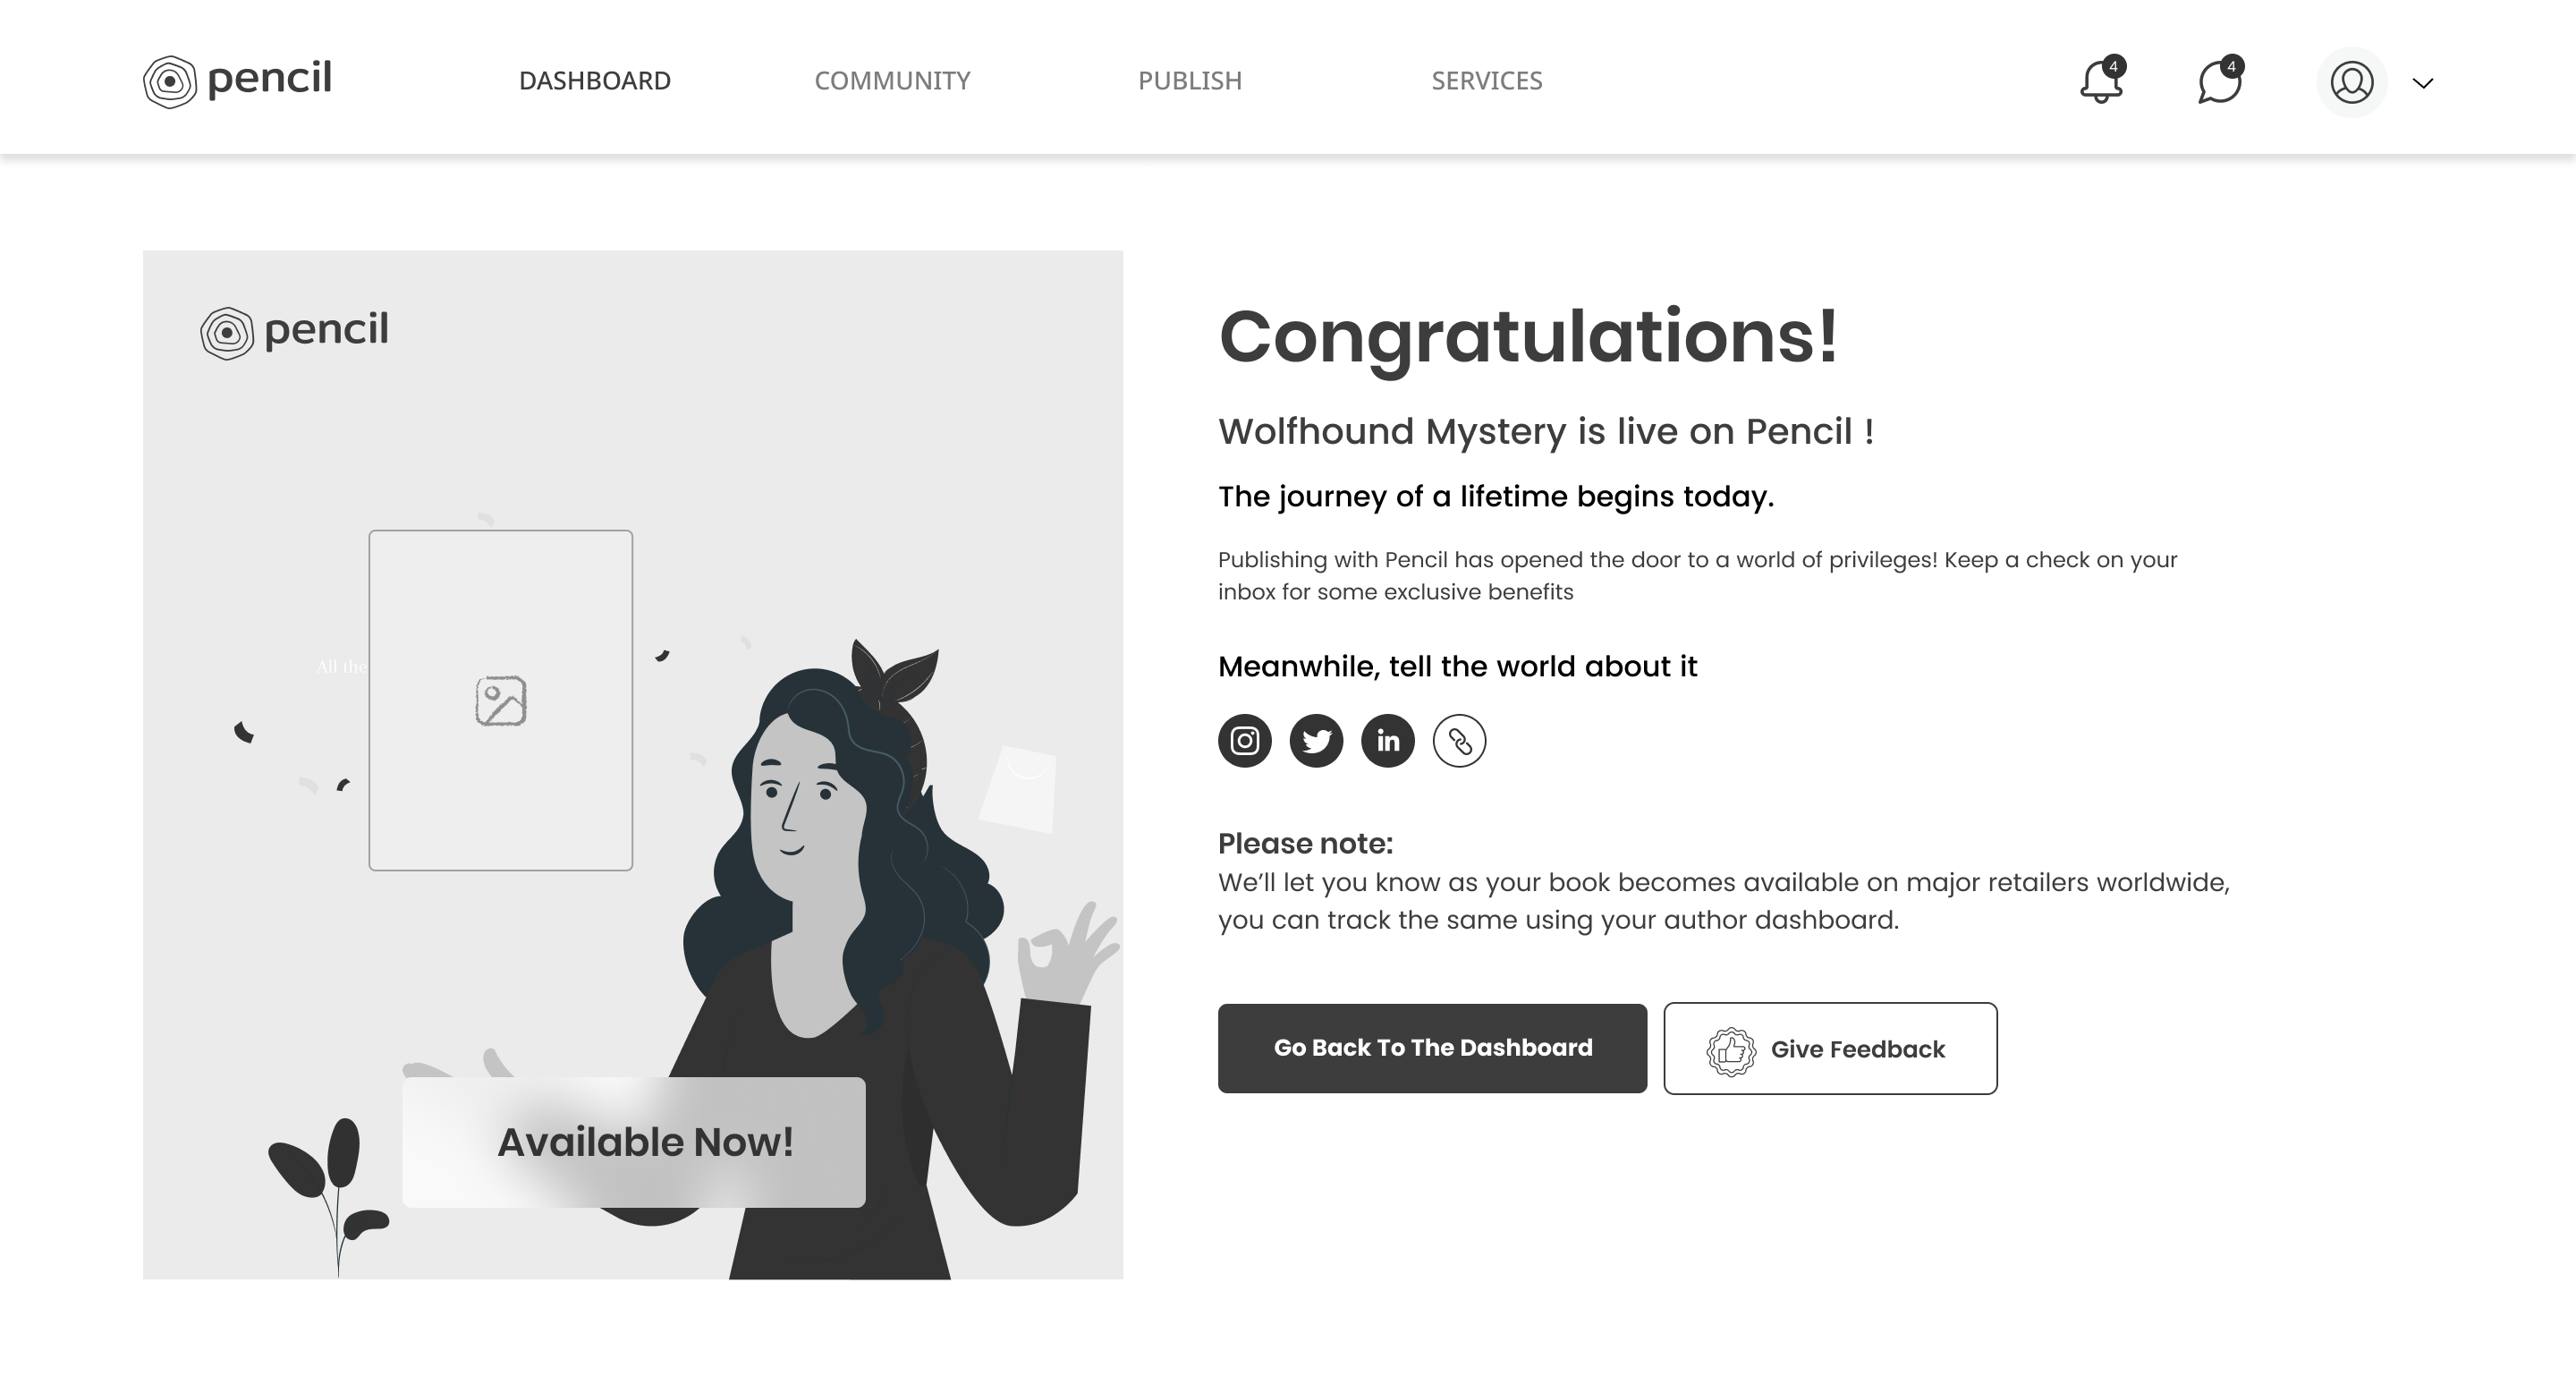 pencil
DASHBOARD
COMMUNITY
PUBLISH
SERVICES
4
4
pencil
All the
Available Now!
Congratulations!
Wolfhound Mystery is live on Pencil !
The journey of a lifetime begins today.
Publishing with Pencil has opened the door to a world of privileges! Keep a check on your
inbox for some exclusive benefits
Meanwhile, tell the world about it
in
Please note:
We’ll let you know as your book becomes available on major retailers worldwide,
you can track the same using your author dashboard.
Go Back To The Dashboard
Give Feedback